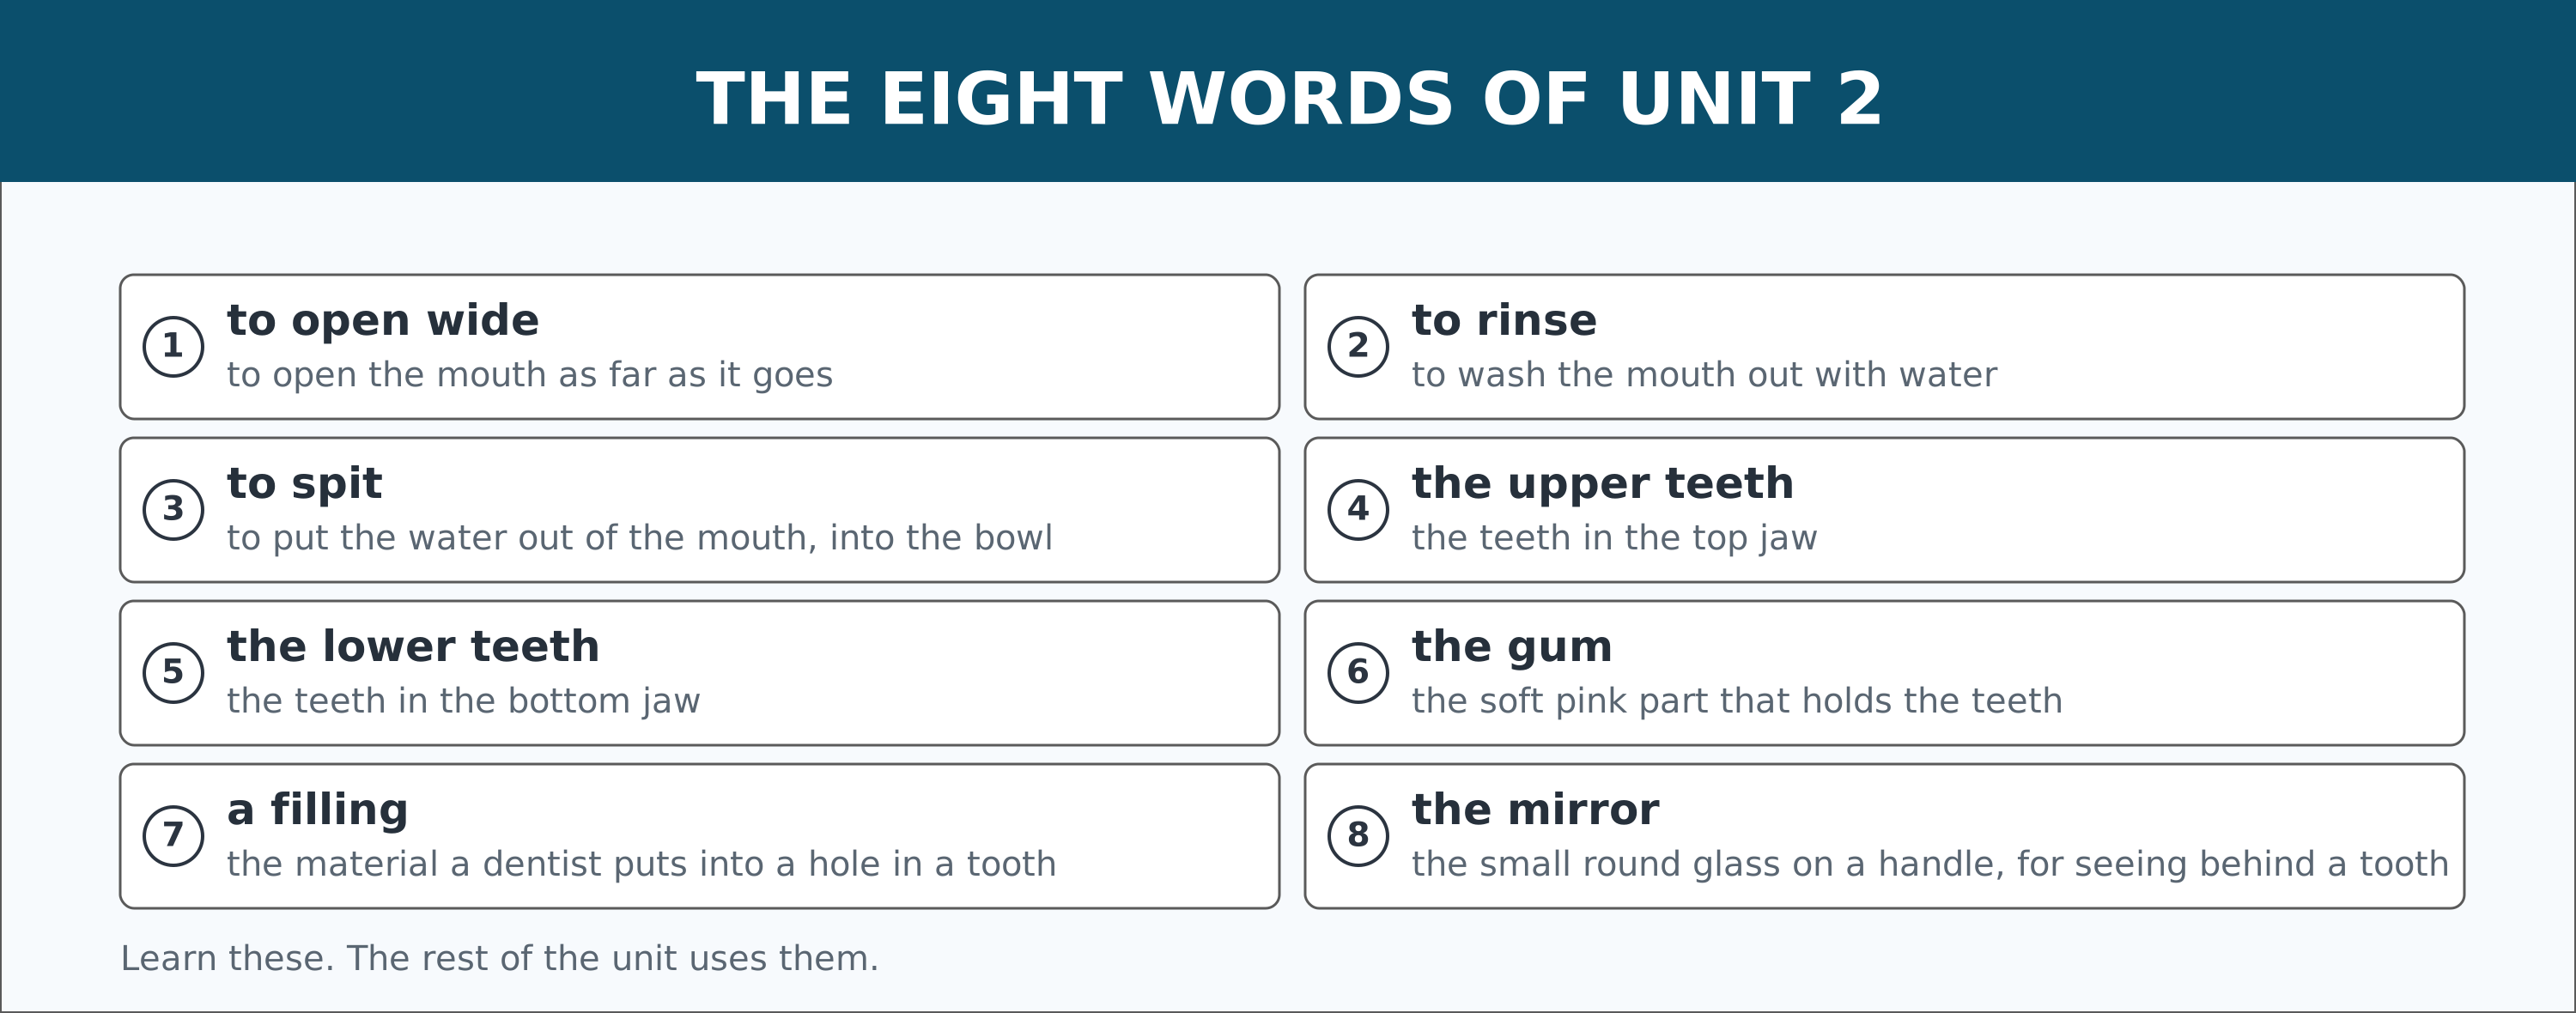 THE EIGHT WORDS OF UNIT 2
1
to open wide
to open the mouth as far as it goes
2
to rinse
to wash the mouth out with water
3
to spit
to put the water out of the mouth, into the bowl
4
the upper teeth
the teeth in the top jaw
5
the lower teeth
the teeth in the bottom jaw
6
the gum
the soft pink part that holds the teeth
7
a filling
the material a dentist puts into a hole in a tooth
8
the mirror
the small round glass on a handle, for seeing behind a tooth
Learn these. The rest of the unit uses them.